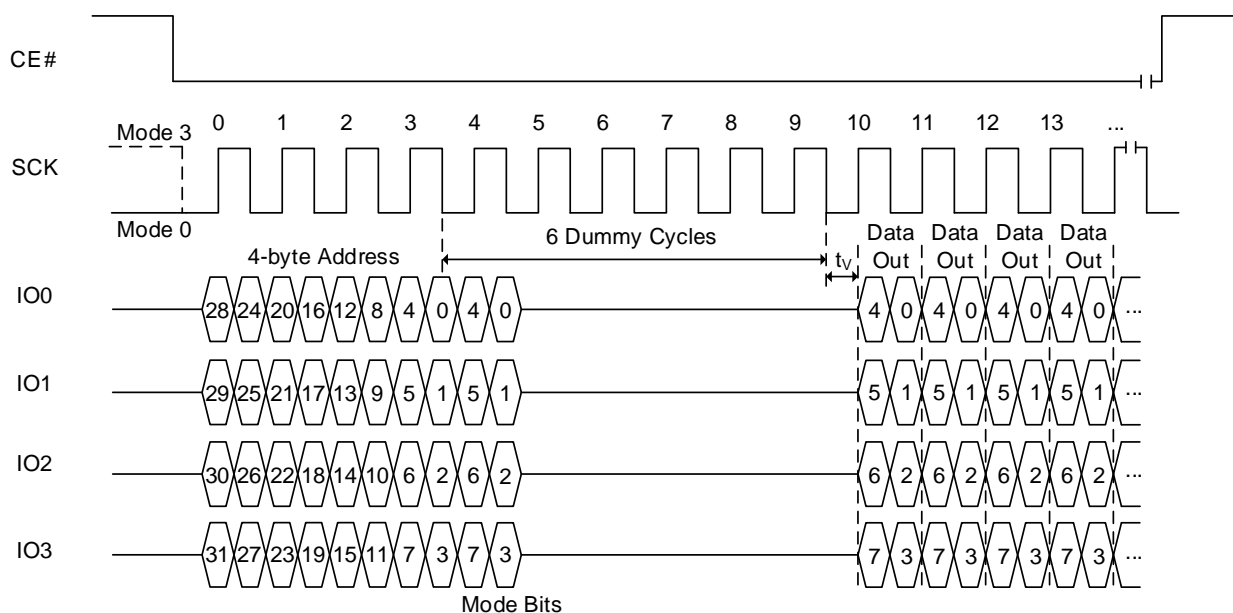 CE#
0 1 2 3 4 5 6 7 8 9 10 11 12 13 ...
Mode 3
SCK
Mode 0
6 Dummy Cycles
Data Data Data Data
4-byte Address
tV
Out Out Out Out
IO0
28 24 20 16 12 8 4 0 4 0 4 0 4 0 4 0 4 0 ...
IO1
29 25 21 17 13 9 5 1 5 1 5 1 5 1 5 1 5 1 ...
IO2
30 26 22 18 14 10 6 2 6 2 6 2 6 2 6 2 6 2 ...
IO3
31 27 23 19 15 11 7 3 7 3 7 3 7 3 7 3 7 3 ...
Mode Bits